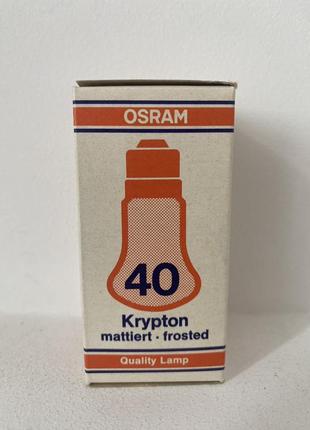 OSRAM
40
Krypton
mattiert · frosted
Quality Lamp